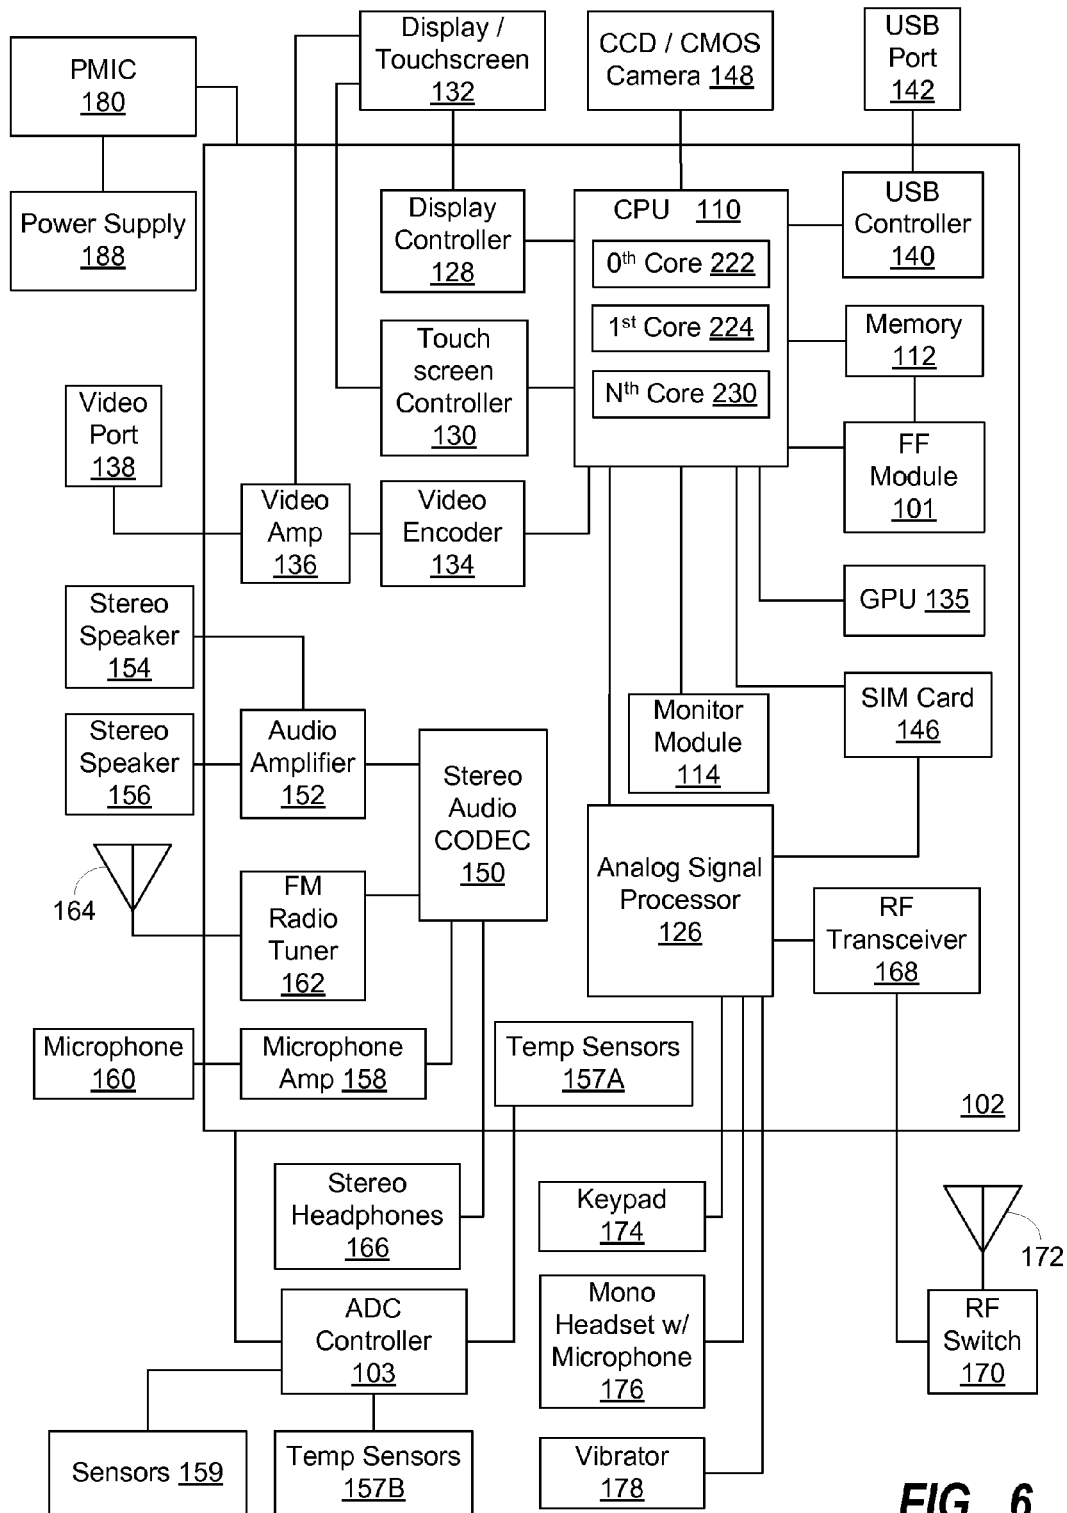 PMIC
180
Display /
Touchscreen
132
CCD / CMOS
Camera 148
USB
Port
142
Power Supply
188
Display
Controller
128
CPU 110
0th Core 222
1st Core 224
Nth Core 230
USB
Controller
140
Memory
112
Touch
screen
Controller
130
Video
Port
138
FF
Module
101
Video
Amp
136
Video
Encoder
134
GPU 135
Stereo
Speaker
154
SIM Card
146
Monitor
Module
114
Stereo
Speaker
156
Audio
Amplifier
152
Stereo
Audio
CODEC
150
164
FM
Radio
Tuner
162
Analog Signal
Processor
126
RF
Transceiver
168
Microphone
160
Microphone
Amp 158
Temp Sensors
157A
102
Stereo
Headphones
166
Keypad
174
172
ADC
Controller
103
Mono
Headset w/
Microphone
176
RF
Switch
170
Sensors 159
Temp Sensors
157B
Vibrator
178
FIG. 6